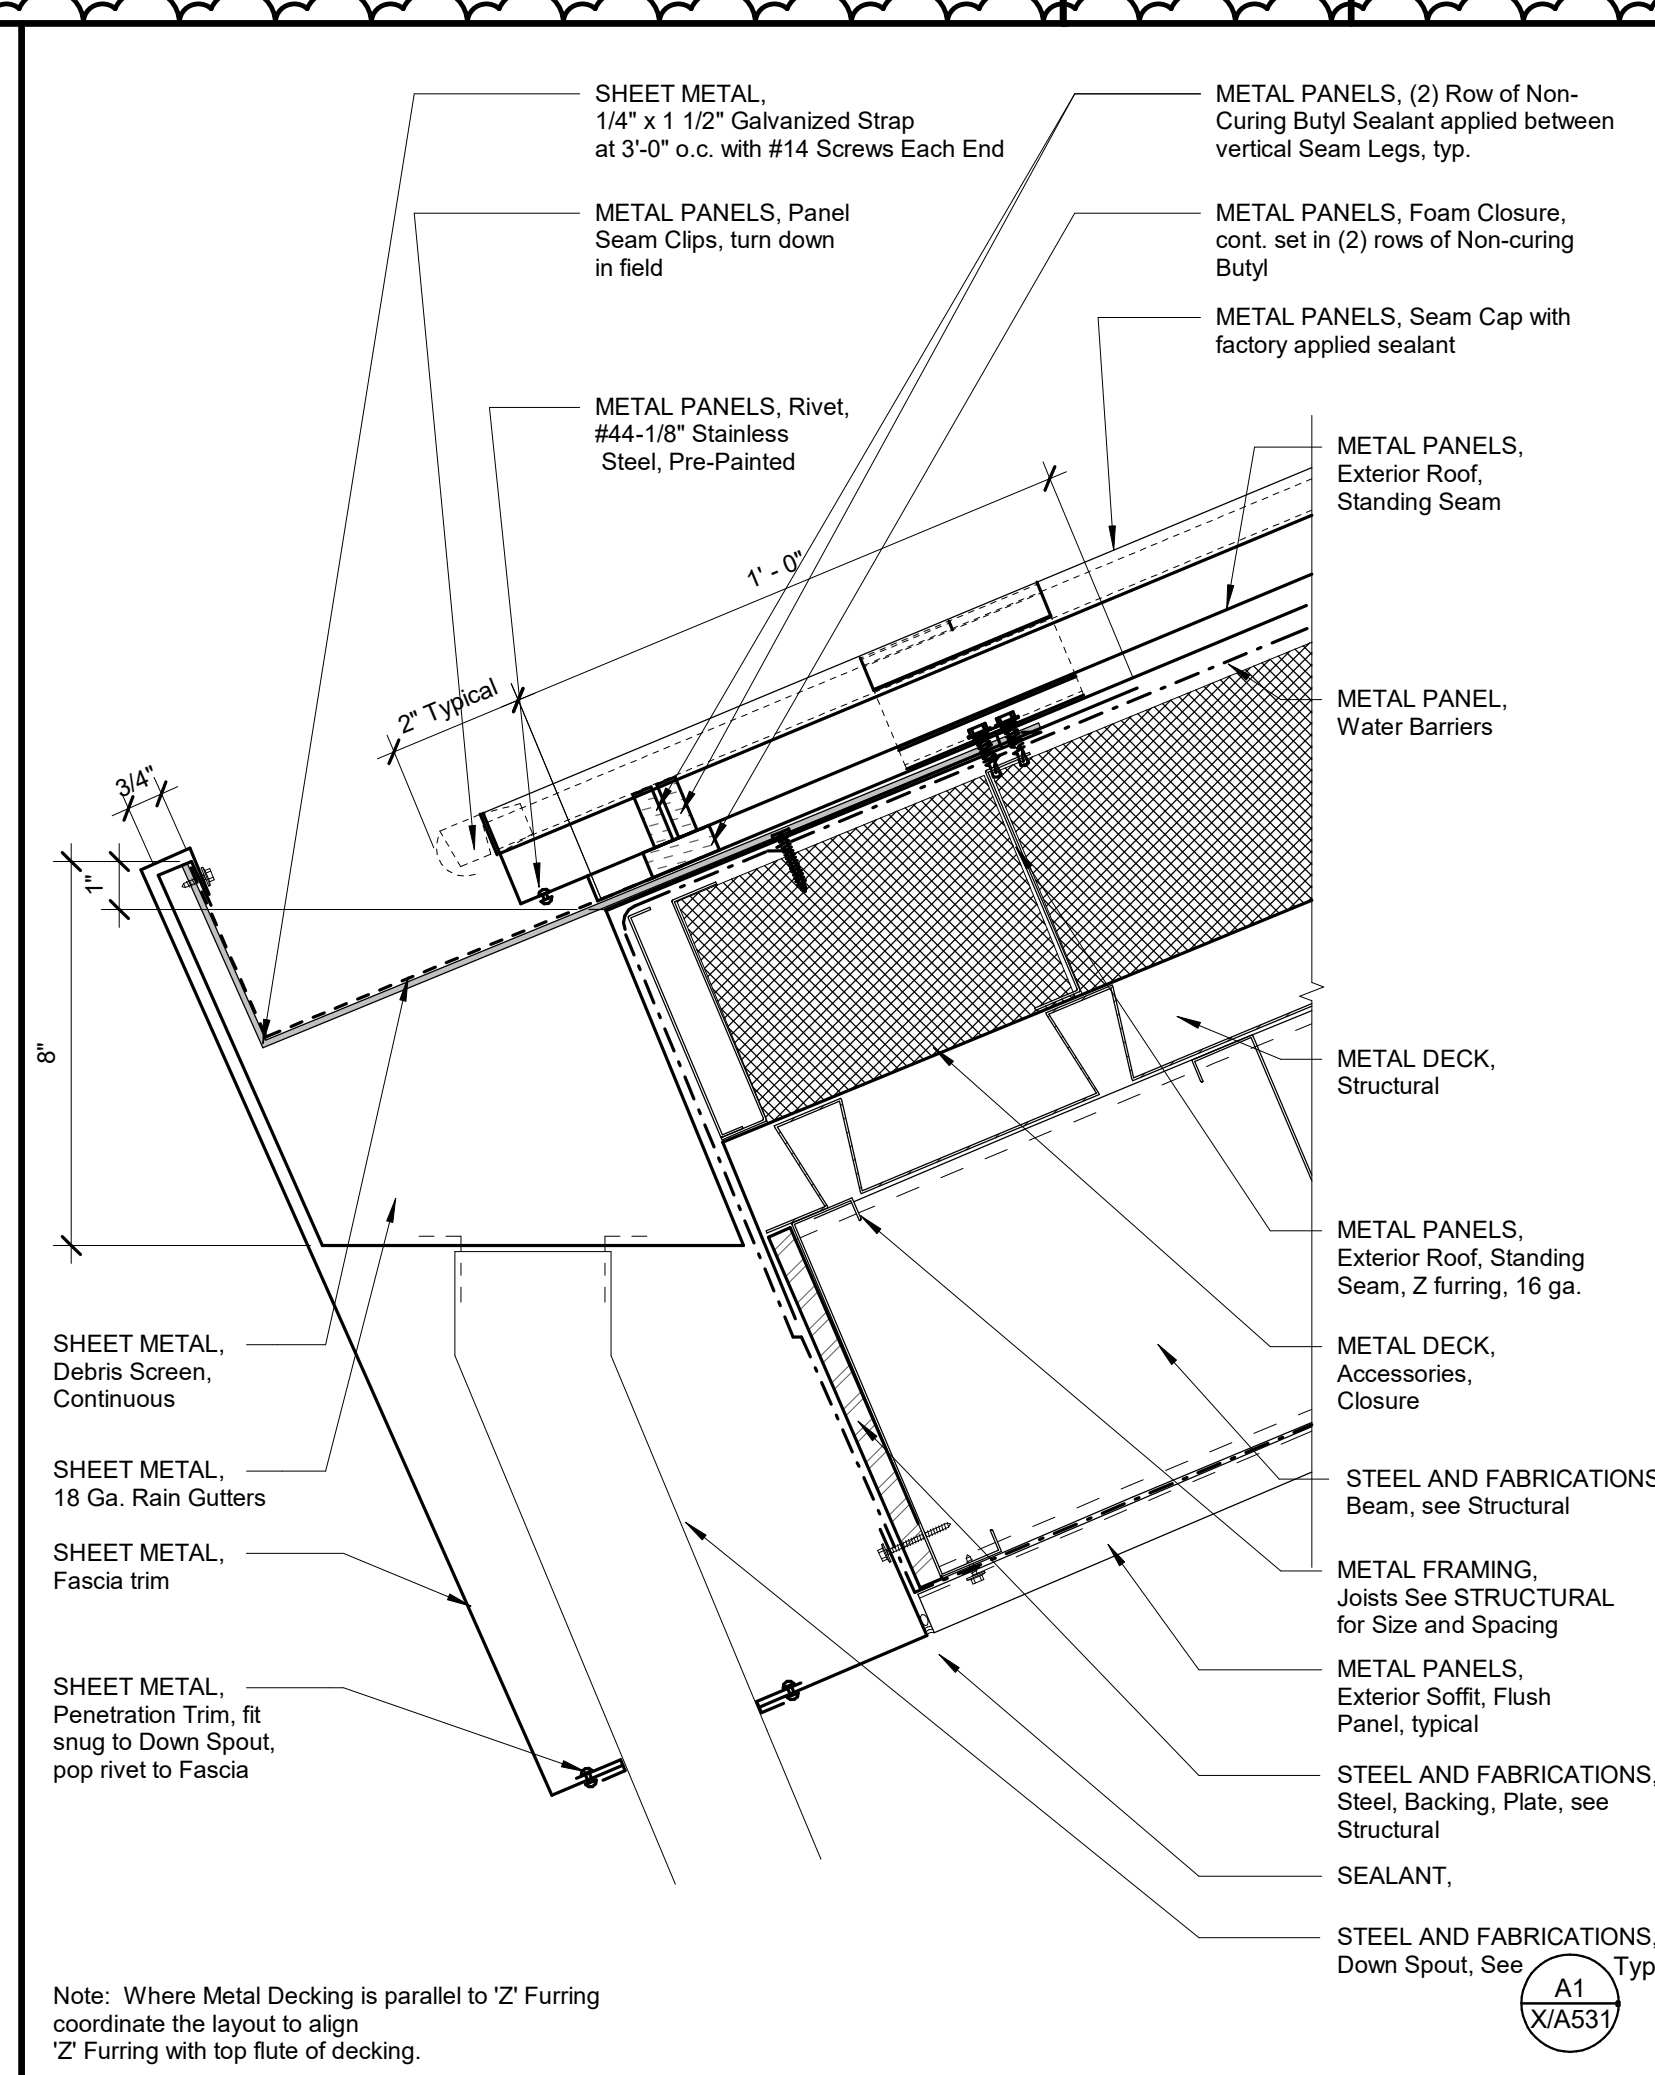 SHEET METAL,
1/4" x 1 1/2" Galvanized Strap
at 3'-0" o.c. with #14 Screws Each End
METAL PANELS, Panel
Seam Clips, turn down
in field
METAL PANELS, Rivet,
#44-1/8" Stainless
Steel, Pre-Painted
METAL PANELS, (2) Row of Non-
Curing Butyl Sealant applied between
vertical Seam Legs, typ.
METAL PANELS, Foam Closure,
cont. set in (2) rows of Non-curing
Butyl
METAL PANELS, Seam Cap with
factory applied sealant
METAL PANELS,
Exterior Roof,
Standing Seam
METAL PANEL,
Water Barriers
1' - 0"
2" Typical
3/4"
1"
8"
METAL DECK,
Structural
METAL PANELS,
Exterior Roof, Standing
Seam, Z furring, 16 ga.
METAL DECK,
Accessories,
Closure
STEEL AND FABRICATIONS
Beam, see Structural
METAL FRAMING,
Joists See STRUCTURAL
for Size and Spacing
METAL PANELS,
Exterior Soffit, Flush
Panel, typical
STEEL AND FABRICATIONS,
Steel, Backing, Plate, see
Structural
SEALANT,
STEEL AND FABRICATIONS,
Down Spout, See Typ
A1
X/A531
SHEET METAL,
Debris Screen,
Continuous
SHEET METAL,
18 Ga. Rain Gutters
SHEET METAL,
Fascia trim
SHEET METAL,
Penetration Trim, fit
snug to Down Spout,
pop rivet to Fascia
Note: Where Metal Decking is parallel to 'Z' Furring
coordinate the layout to align
'Z' Furring with top flute of decking.